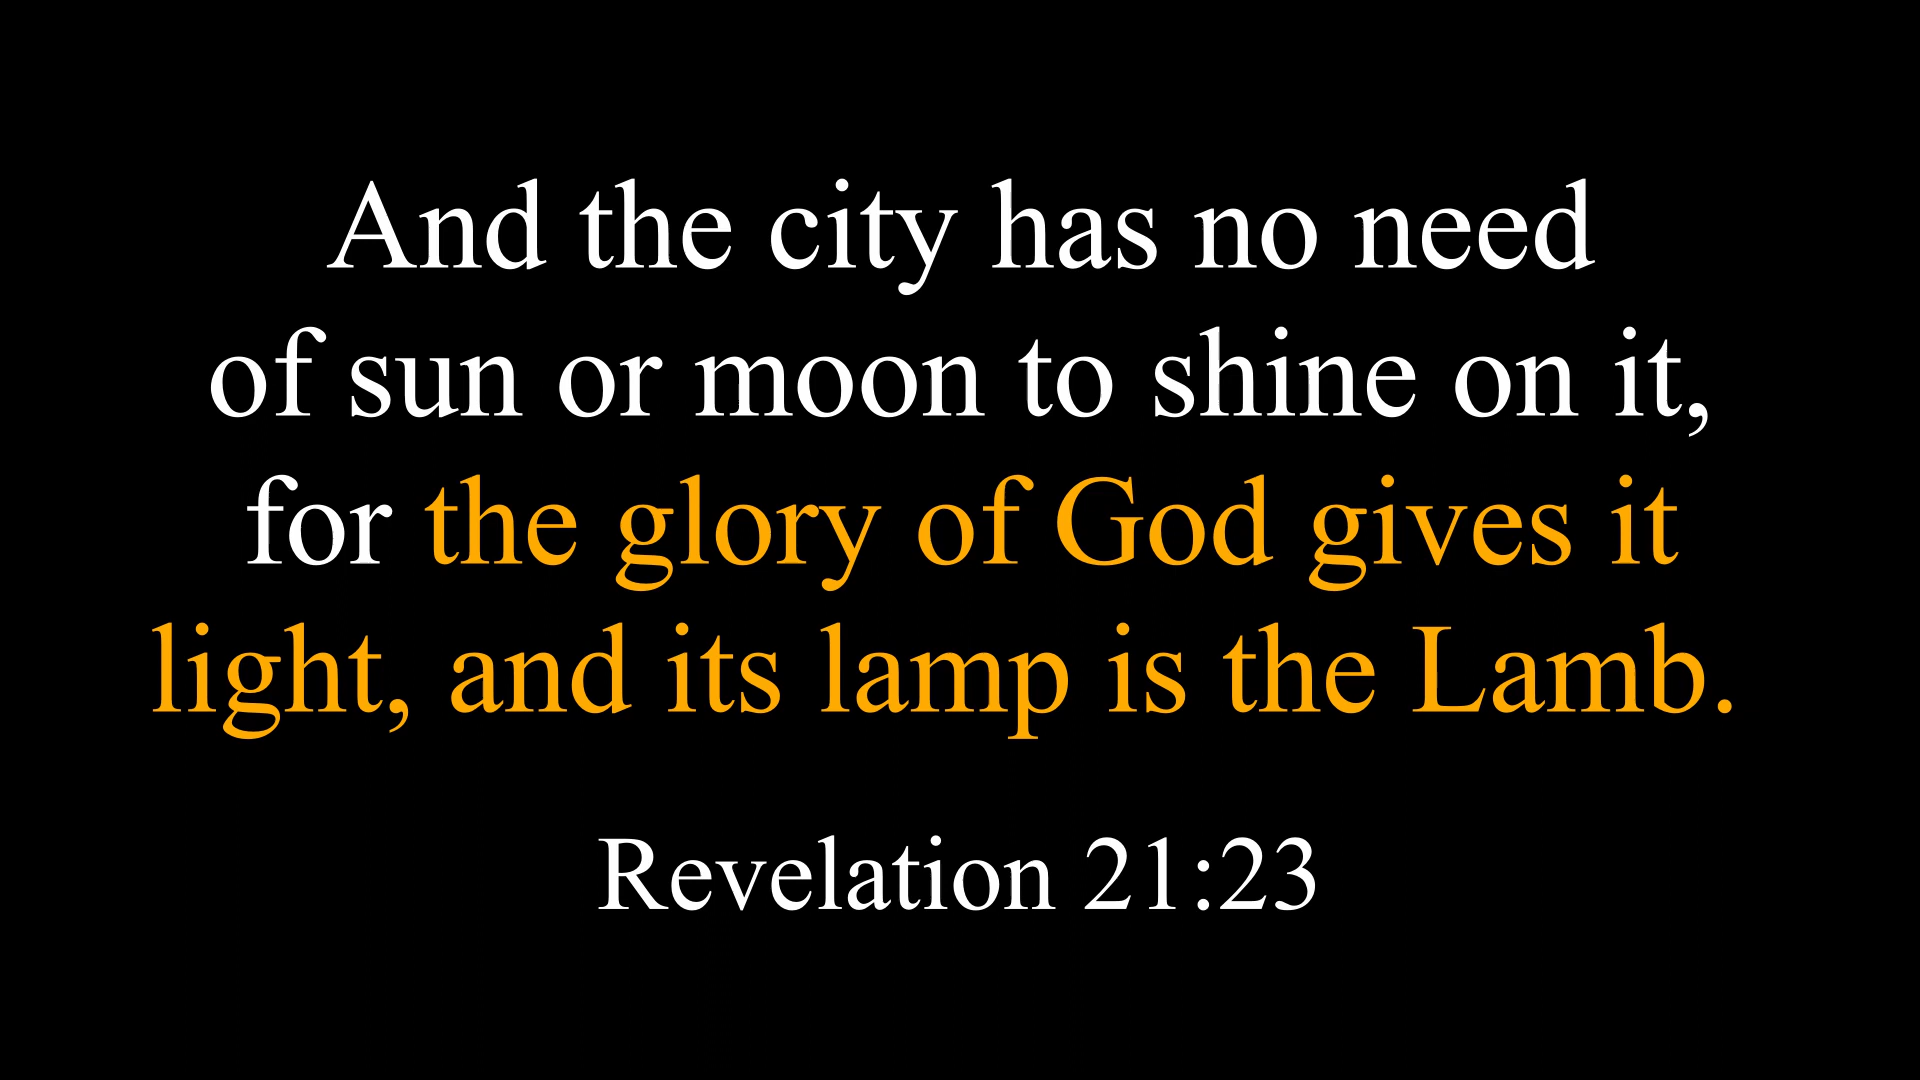 And the city has no need
of sun or moon to shine on it,
for the glory of God gives it
light, and its lamp is the Lamb.
Revelation 21:23